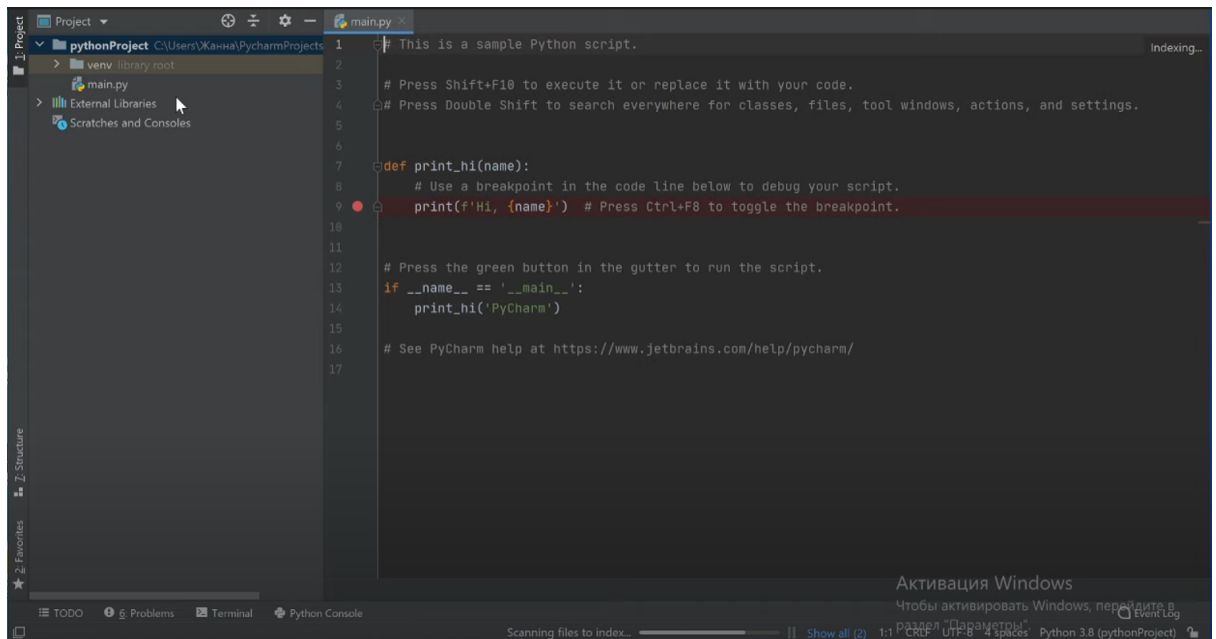 Project
main.py
1: Project
pythonProject C:\Users\Жанна\PycharmProjects
venv library root
main.py
External Libraries
Scratches and Consoles
Indexing...
1 # This is a sample Python script.
2
3 # Press Shift+F10 to execute it or replace it with your code.
4 # Press Double Shift to search everywhere for classes, files, tool windows, actions, and settings.
5
6
7 def print_hi(name):
8 # Use a breakpoint in the code line below to debug your script.
9 print(f'Hi, {name}') # Press Ctrl+F8 to toggle the breakpoint.
10
11
12 # Press the green button in the gutter to run the script.
13 if __name__ == '__main__':
14 print_hi('PyCharm')
15
16 # See PyCharm help at https://www.jetbrains.com/help/pycharm/
17
7: Structure
2: Favorites
Активация Windows
Чтобы активировать Windows, перейдите в
раздел "Параметры".
TODO 6: Problems Terminal Python Console Event Log
Scanning files to index... Show all (2) 1:1 CRLF UTF-8 4 spaces Python 3.8 (pythonProject)